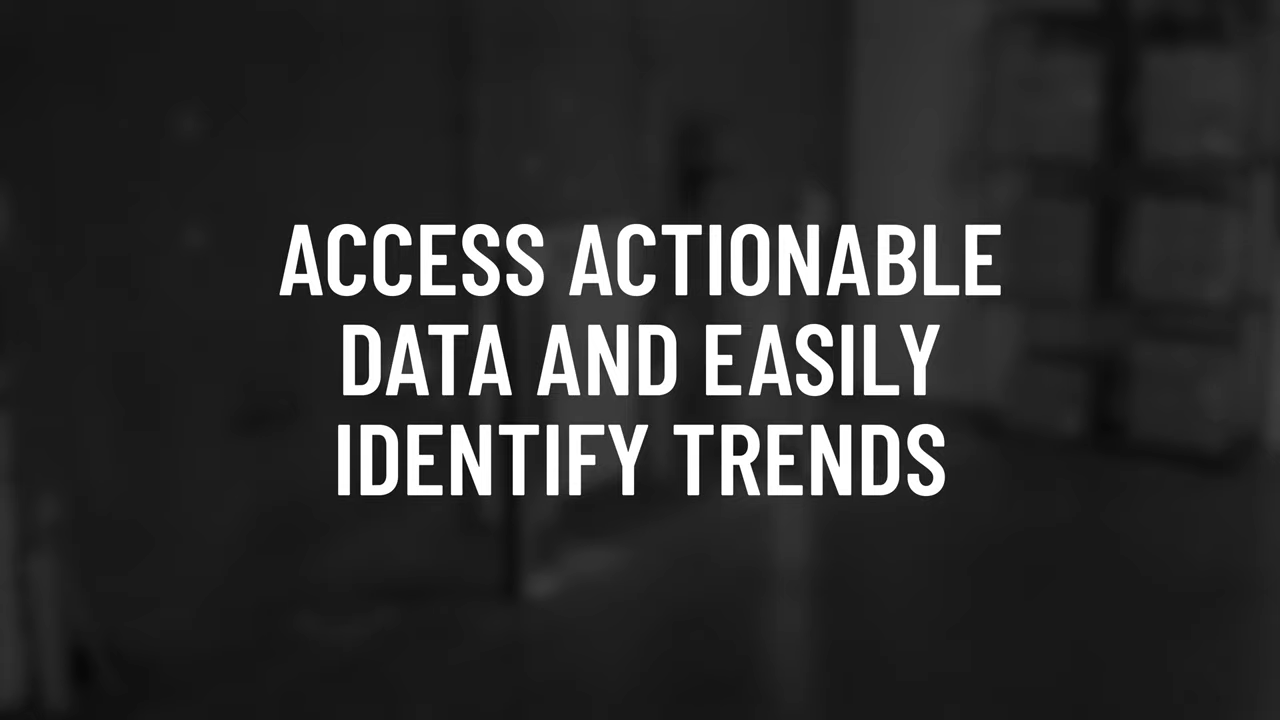 ACCESS ACTIONABLE
DATA AND EASILY
IDENTIFY TRENDS